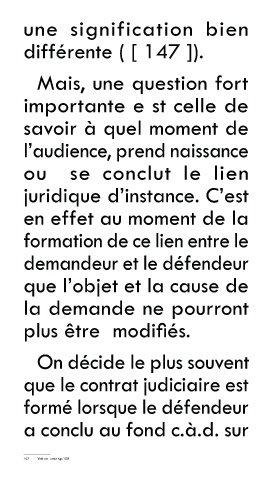 une signification bien
différente ( [ 147 ]).
Mais, une question fort
importante e st celle de
savoir à quel moment de
l’audience, prend naissance
ou se conclut le lien
juridique d’instance. C’est
en effet au moment de la
formation de ce lien entre le
demandeur et le défendeur
que l’objet et la cause de
la demande ne pourront
plus être modifiés.
On décide le plus souvent
que le contrat judiciaire est
formé lorsque le défendeur
a conclu au fond c.à.d. sur